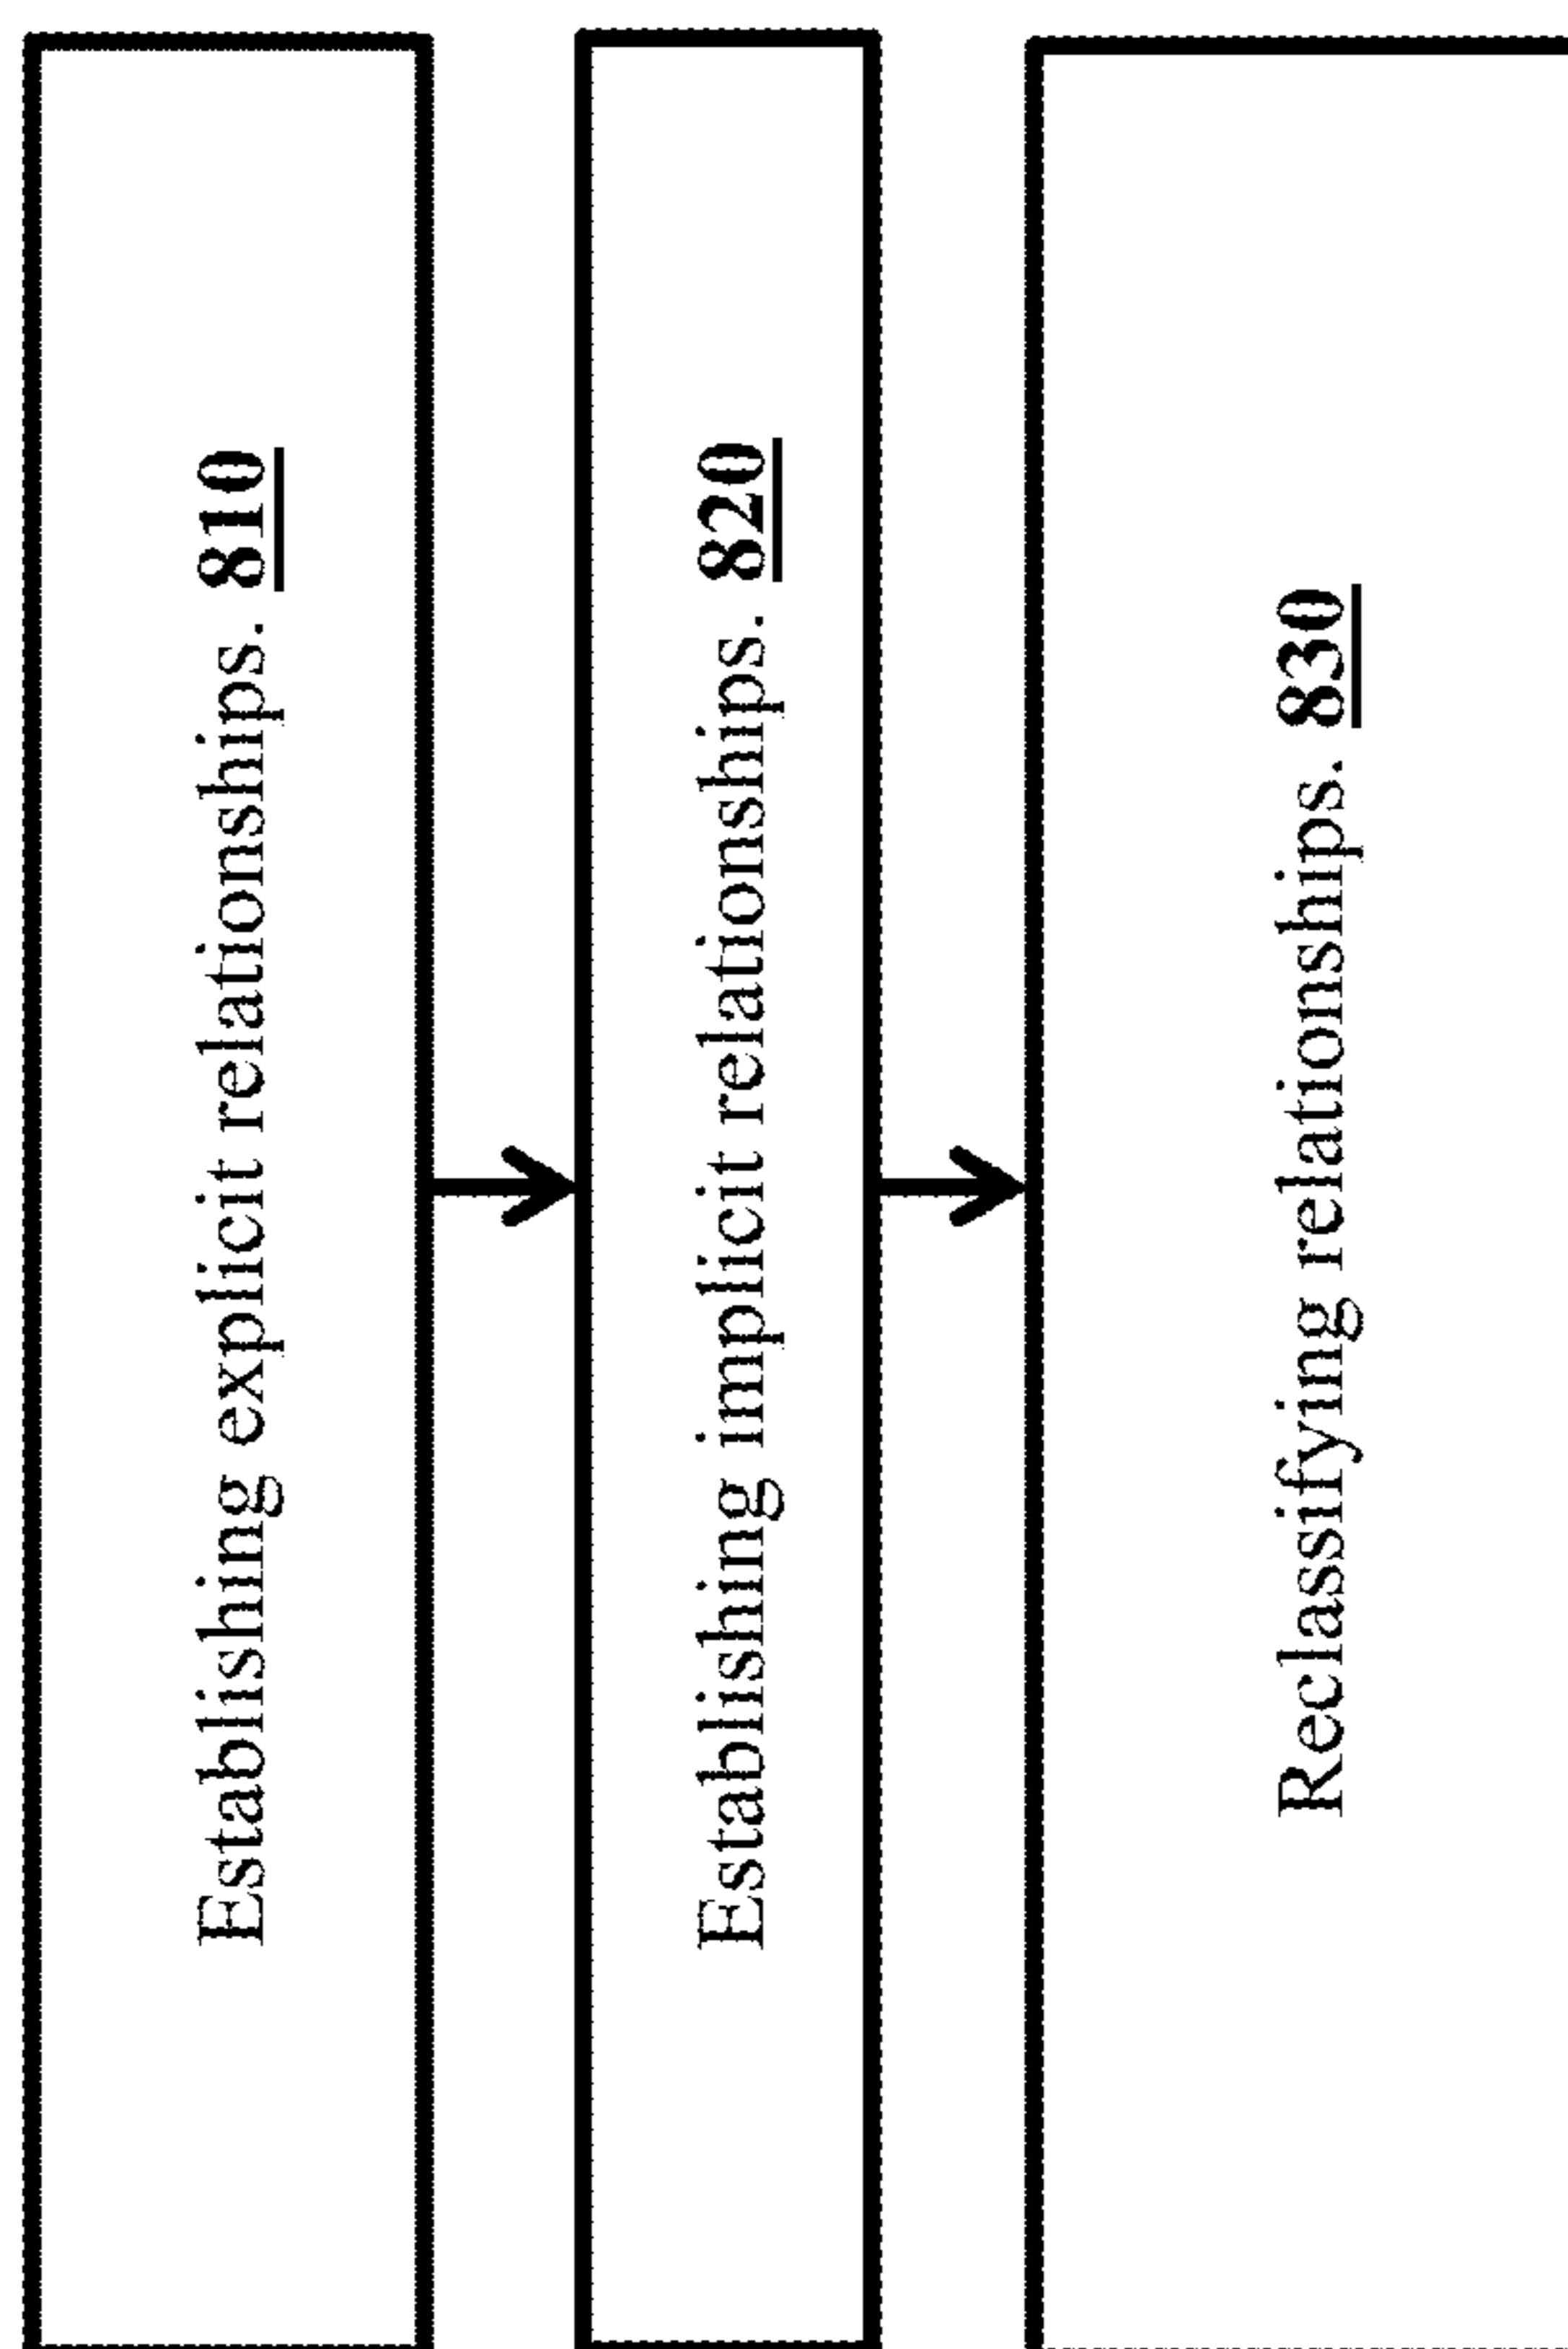 Establishing explicit relationships. 810
Establishing implicit relationships. 820
Reclassifying relationships. 830